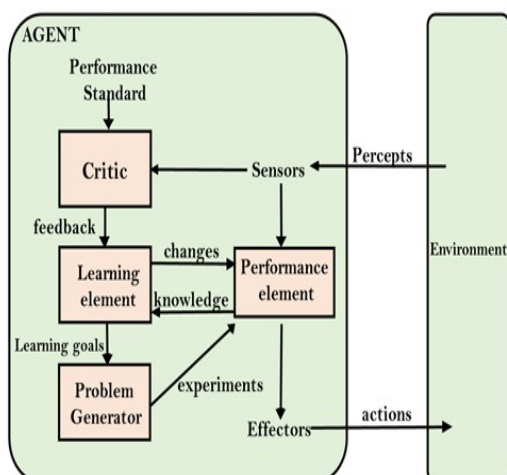 AGENT
Performance
Standard
Critic
Sensors
Percepts
feedback
changes
Learning
element
Performance
element
Environment
knowledge
Learning goals
Problem
Generator
experiments
Effectors
actions